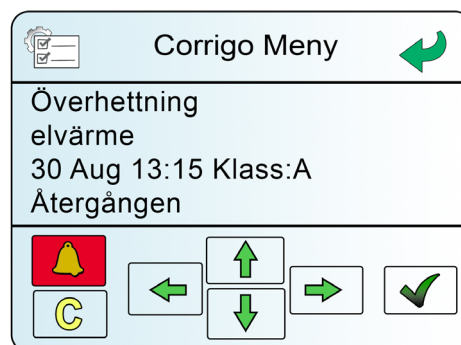 Corrigo Meny
Överhettning
elvärme
30 Aug 13:15 Klass:A
Återgången
C